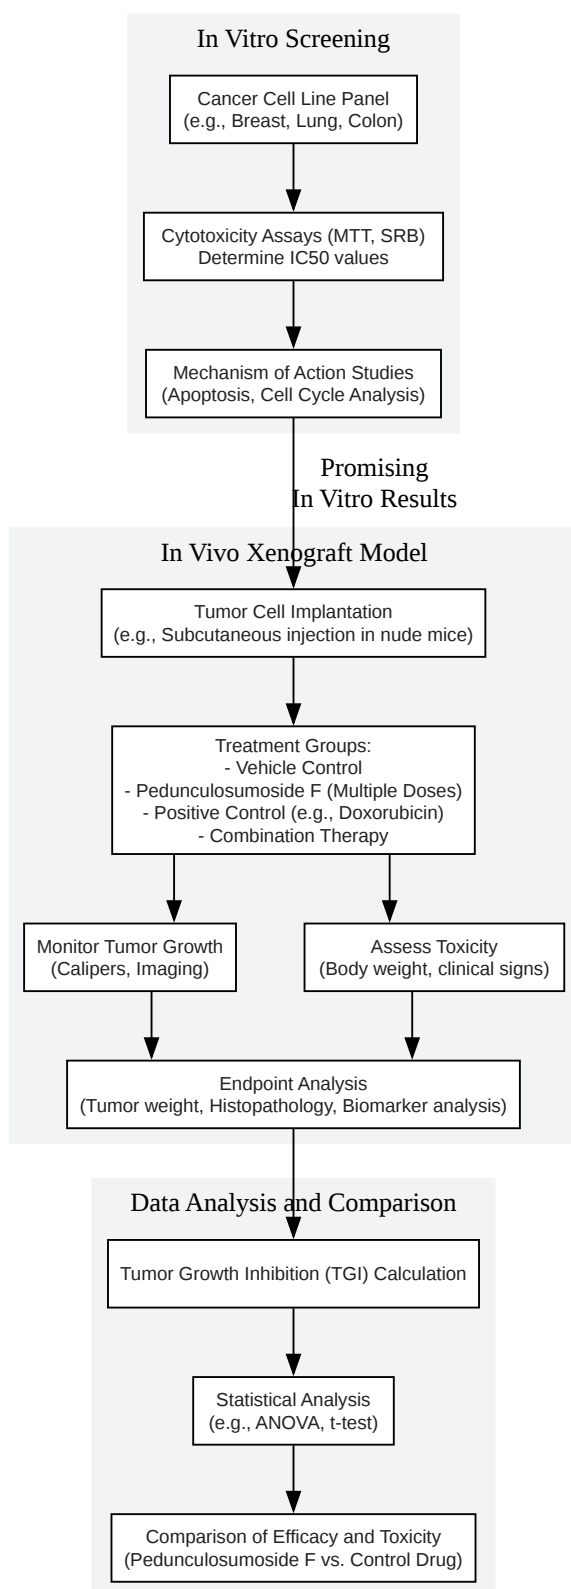 In Vitro Screening
Cancer Cell Line Panel
(e.g., Breast, Lung, Colon)
Cytotoxicity Assays (MTT, SRB)
Determine IC50 values
Mechanism of Action Studies
(Apoptosis, Cell Cycle Analysis)
Promising
In Vitro Results
In Vivo Xenograft Model
Tumor Cell Implantation
(e.g., Subcutaneous injection in nude mice)
Treatment Groups:
- Vehicle Control
- Pedunculosumoside F (Multiple Doses)
- Positive Control (e.g., Doxorubicin)
- Combination Therapy
Monitor Tumor Growth
(Calipers, Imaging)
Assess Toxicity
(Body weight, clinical signs)
Endpoint Analysis
(Tumor weight, Histopathology, Biomarker analysis)
Data Analysis and Comparison
Tumor Growth Inhibition (TGI) Calculation
Statistical Analysis
(e.g., ANOVA, t-test)
Comparison of Efficacy and Toxicity
(Pedunculosumoside F vs. Control Drug)